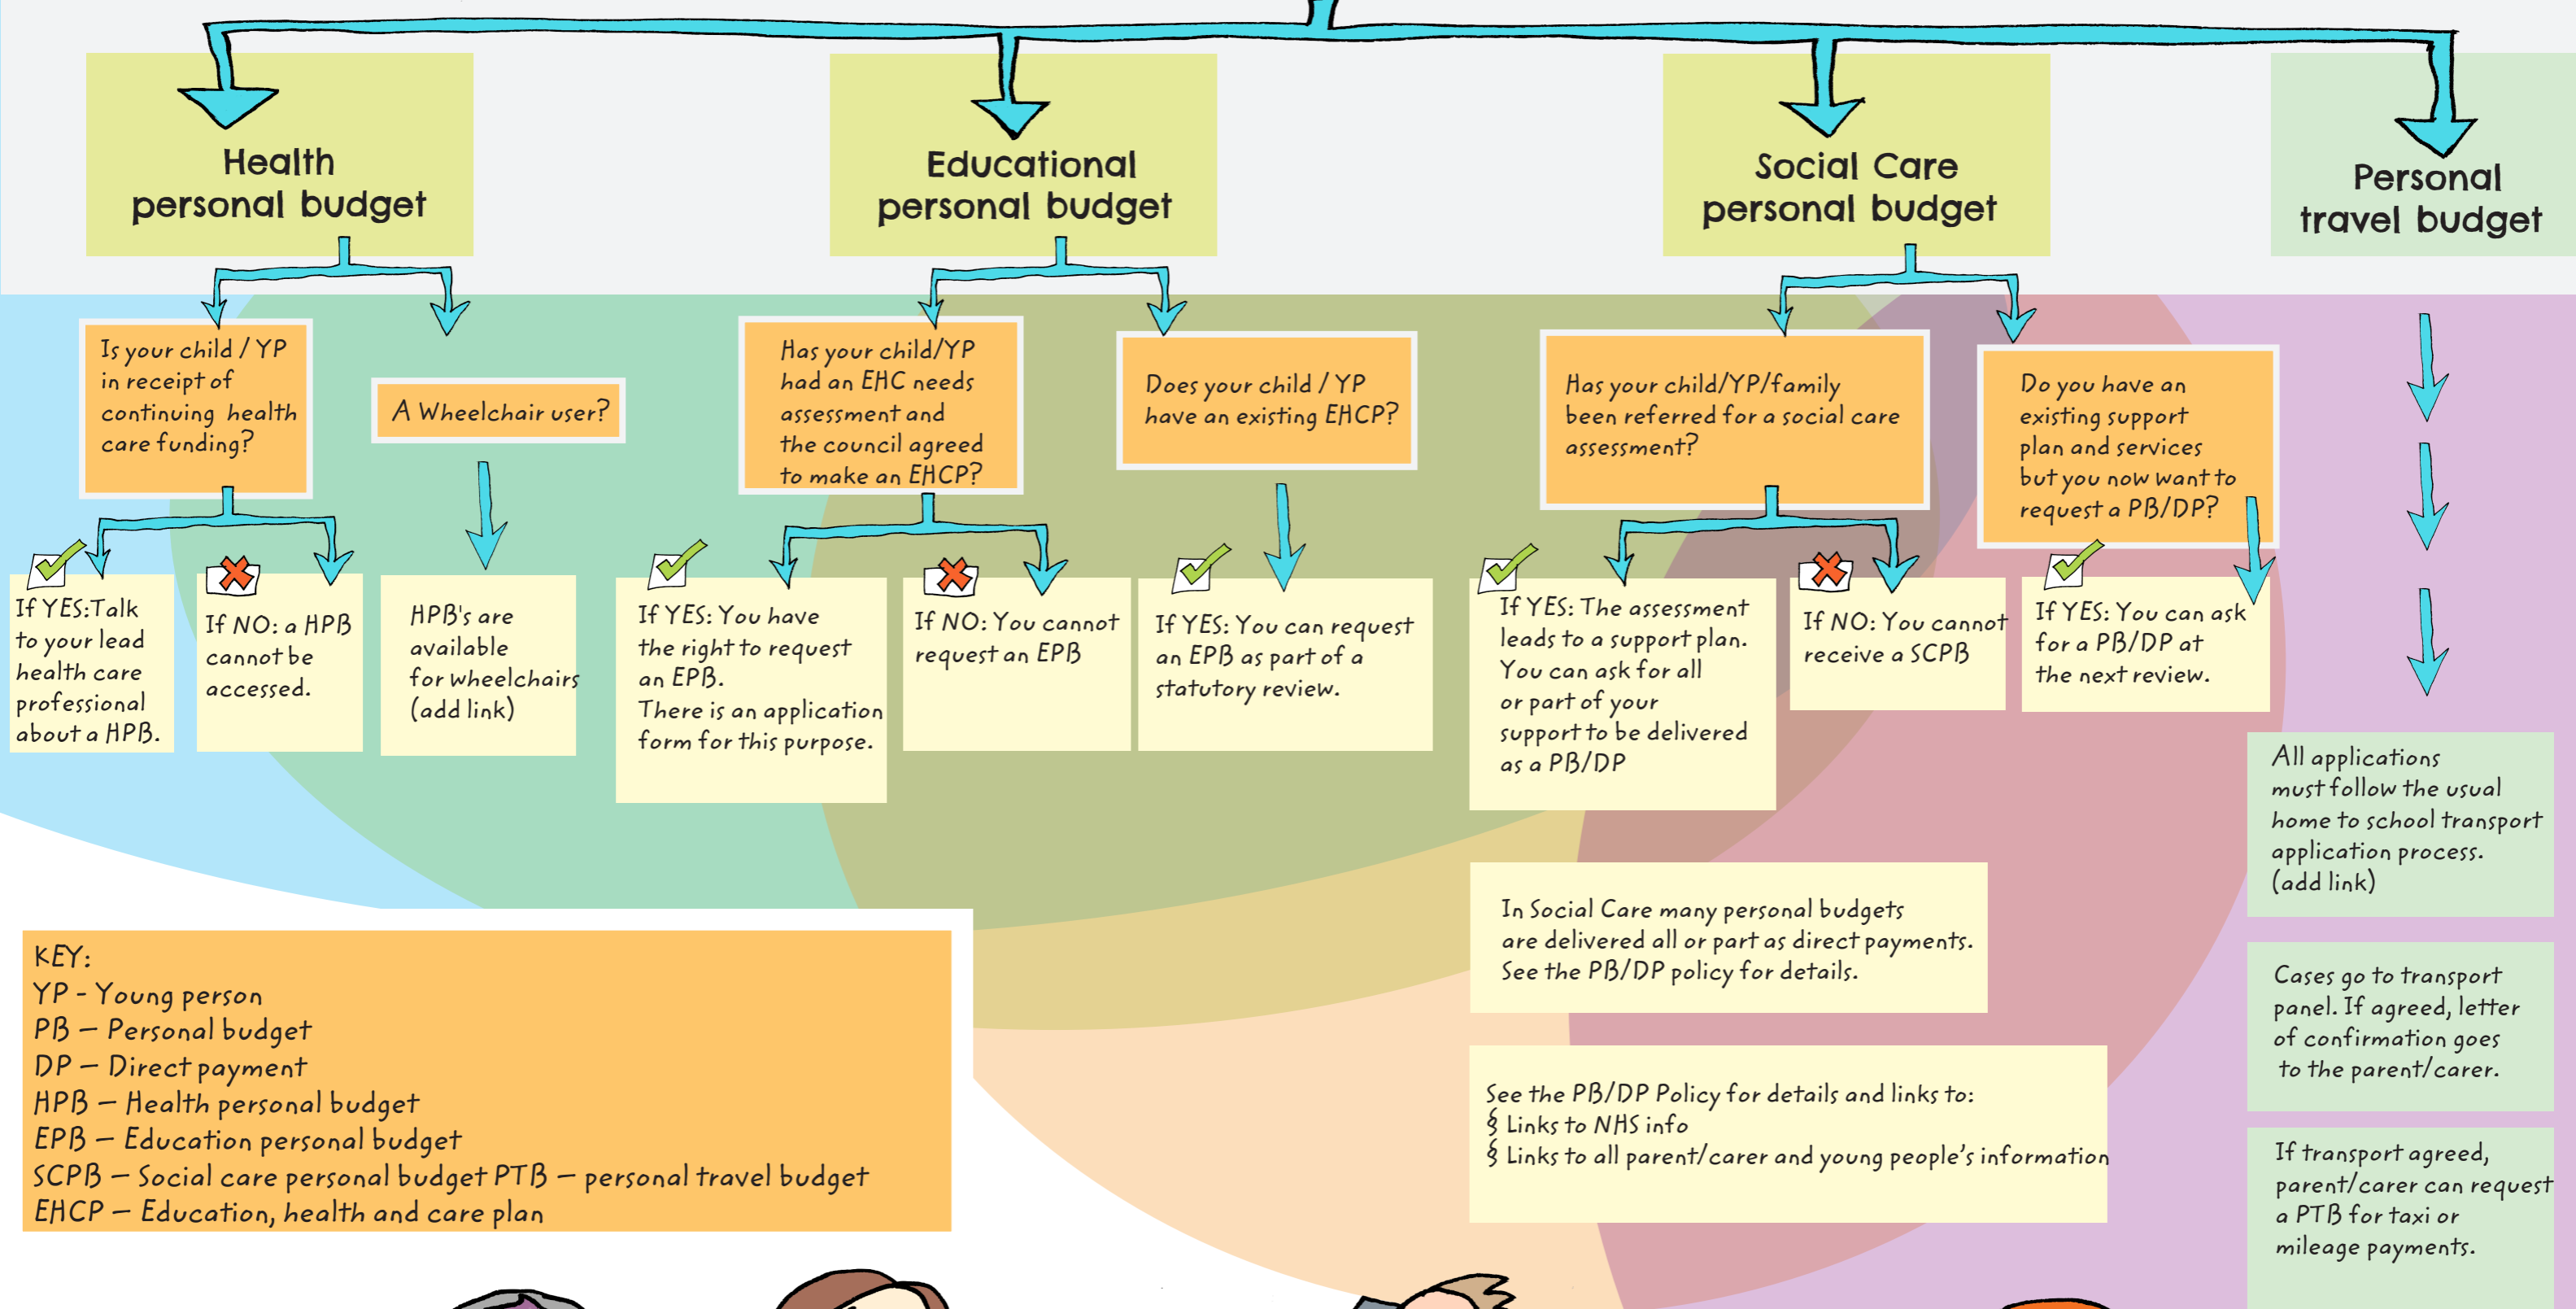 Health
personal budget
Educational
personal budget
Social Care
personal budget
Personal
travel budget
Is your child / YP
in receipt of
continuing health
care funding?
A Wheelchair user?
Has your child/YP
had an EHC needs
assessment and
the council agreed
to make an EHCP?
Does your child / YP
have an existing EHCP?
Has your child/YP/family
been referred for a social care
assessment?
Do you have an
existing support
plan and services
but you now want to
request a PB/DP?
If YES:Talk
to your lead
health care
professional
about a HPB.
If NO: a HPB
cannot be
accessed.
HPB's are
available
for wheelchairs
(add link)
If YES: You have
the right to request
an EPB.
There is an application
form for this purpose.
If NO: You cannot
request an EPB
If YES: You can request
an EPB as part of a
statutory review.
If YES: The assessment
leads to a support plan.
You can ask for all
or part of your
support to be delivered
as a PB/DP
If NO: You cannot
receive a SCPB
If YES: You can ask
for a PB/DP at
the next review.
All applications
must follow the usual
home to school transport
application process.
(add link)
In Social Care many personal budgets
are delivered all or part as direct payments.
See the PB/DP policy for details.
Cases go to transport
panel. If agreed, letter
of confirmation goes
to the parent/carer.
See the PB/DP Policy for details and links to:
§ Links to NHS info
§ Links to all parent/carer and young people's information
If transport agreed,
parent/carer can request
a PTB for taxi or
mileage payments.
KEY:
YP - Young person
PB – Personal budget
DP – Direct payment
HPB – Health personal budget
EPB – Education personal budget
SCPB – Social care personal budget PTB – personal travel budget
EHCP – Education, health and care plan